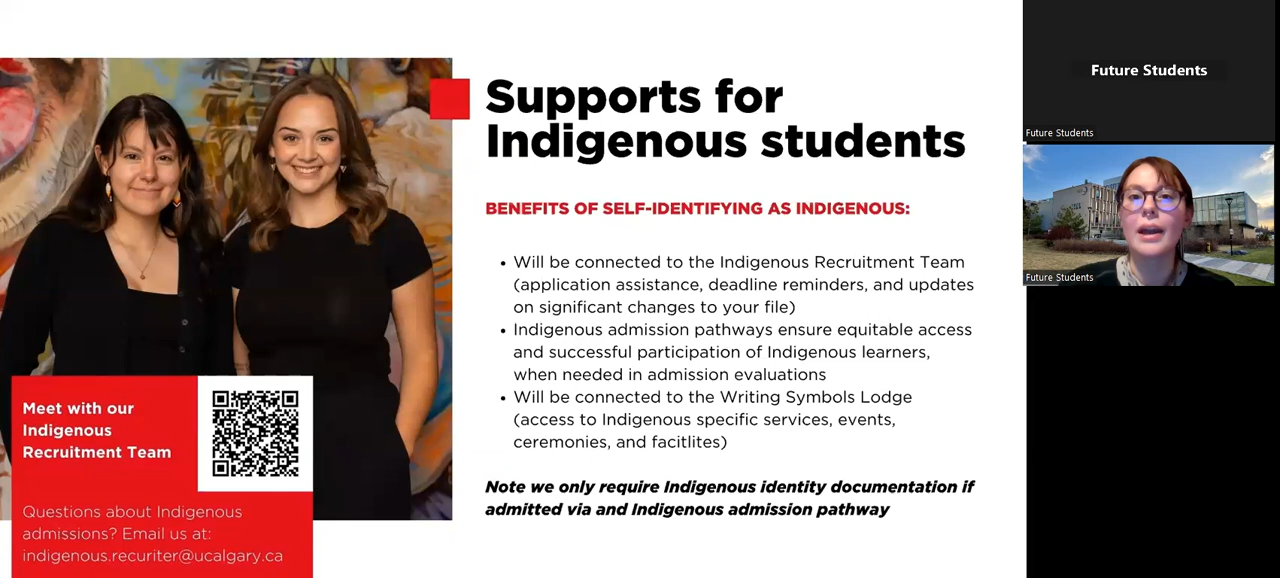 Supports for
Indigenous students
BENEFITS OF SELF-IDENTIFYING AS INDIGENOUS:
• Will be connected to the Indigenous Recruitment Team
(application assistance, deadline reminders, and updates
on significant changes to your file)
• Indigenous admission pathways ensure equitable access
and successful participation of Indigenous learners,
when needed in admission evaluations
• Will be connected to the Writing Symbols Lodge
(access to Indigenous specific services, events,
ceremonies, and facitlites)
Note we only require Indigenous identity documentation if
admitted via and Indigenous admission pathway
Meet with our
Indigenous
Recruitment Team
Questions about Indigenous
admissions? Email us at:
indigenous.recuriter@ucalgary.ca
Future Students
Future Students
Future Students